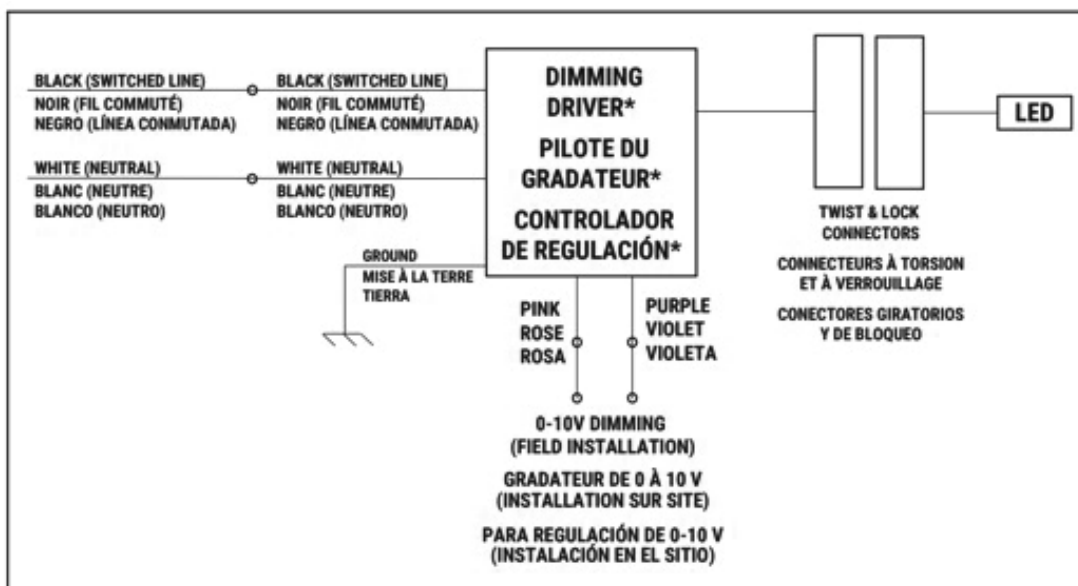 BLACK (SWITCHED LINE)
NOIR (FIL COMMUTÉ)
NEGRO (LÍNEA CONMUTADA)
BLACK (SWITCHED LINE)
NOIR (FIL COMMUTÉ)
NEGRO (LÍNEA CONMUTADA)
WHITE (NEUTRAL)
BLANC (NEUTRE)
BLANCO (NEUTRO)
WHITE (NEUTRAL)
BLANC (NEUTRE)
BLANCO (NEUTRO)
GROUND
MISE À LA TERRE
TIERRA
DIMMING
DRIVER*
PILOTE DU
GRADATEUR*
CONTROLADOR
DE REGULACIÓN*
PINK
ROSE
ROSA
PURPLE
VIOLET
VIOLETA
0-10V DIMMING
(FIELD INSTALLATION)
GRADATEUR DE 0 À 10 V
(INSTALLATION SUR SITE)
PARA REGULACIÓN DE 0-10 V
(INSTALACIÓN EN EL SITIO)
TWIST & LOCK
CONNECTORS
CONNECTEURS À TORSION
ET À VERROUILLAGE
CONECTORES GIRATORIOS
Y DE BLOQUEO
LED